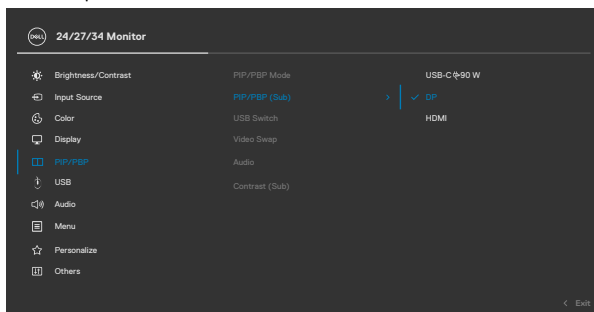 DELL 24/27/34 Monitor
Brightness/Contrast PIP/PBP Mode USB-C 90 W
Input Source PIP/PBP (Sub) > DP
Color USB Switch HDMI
Display Video Swap
PIP/PBP Audio
USB Contrast (Sub)
Audio
Menu
Personalize
Others
< Exit